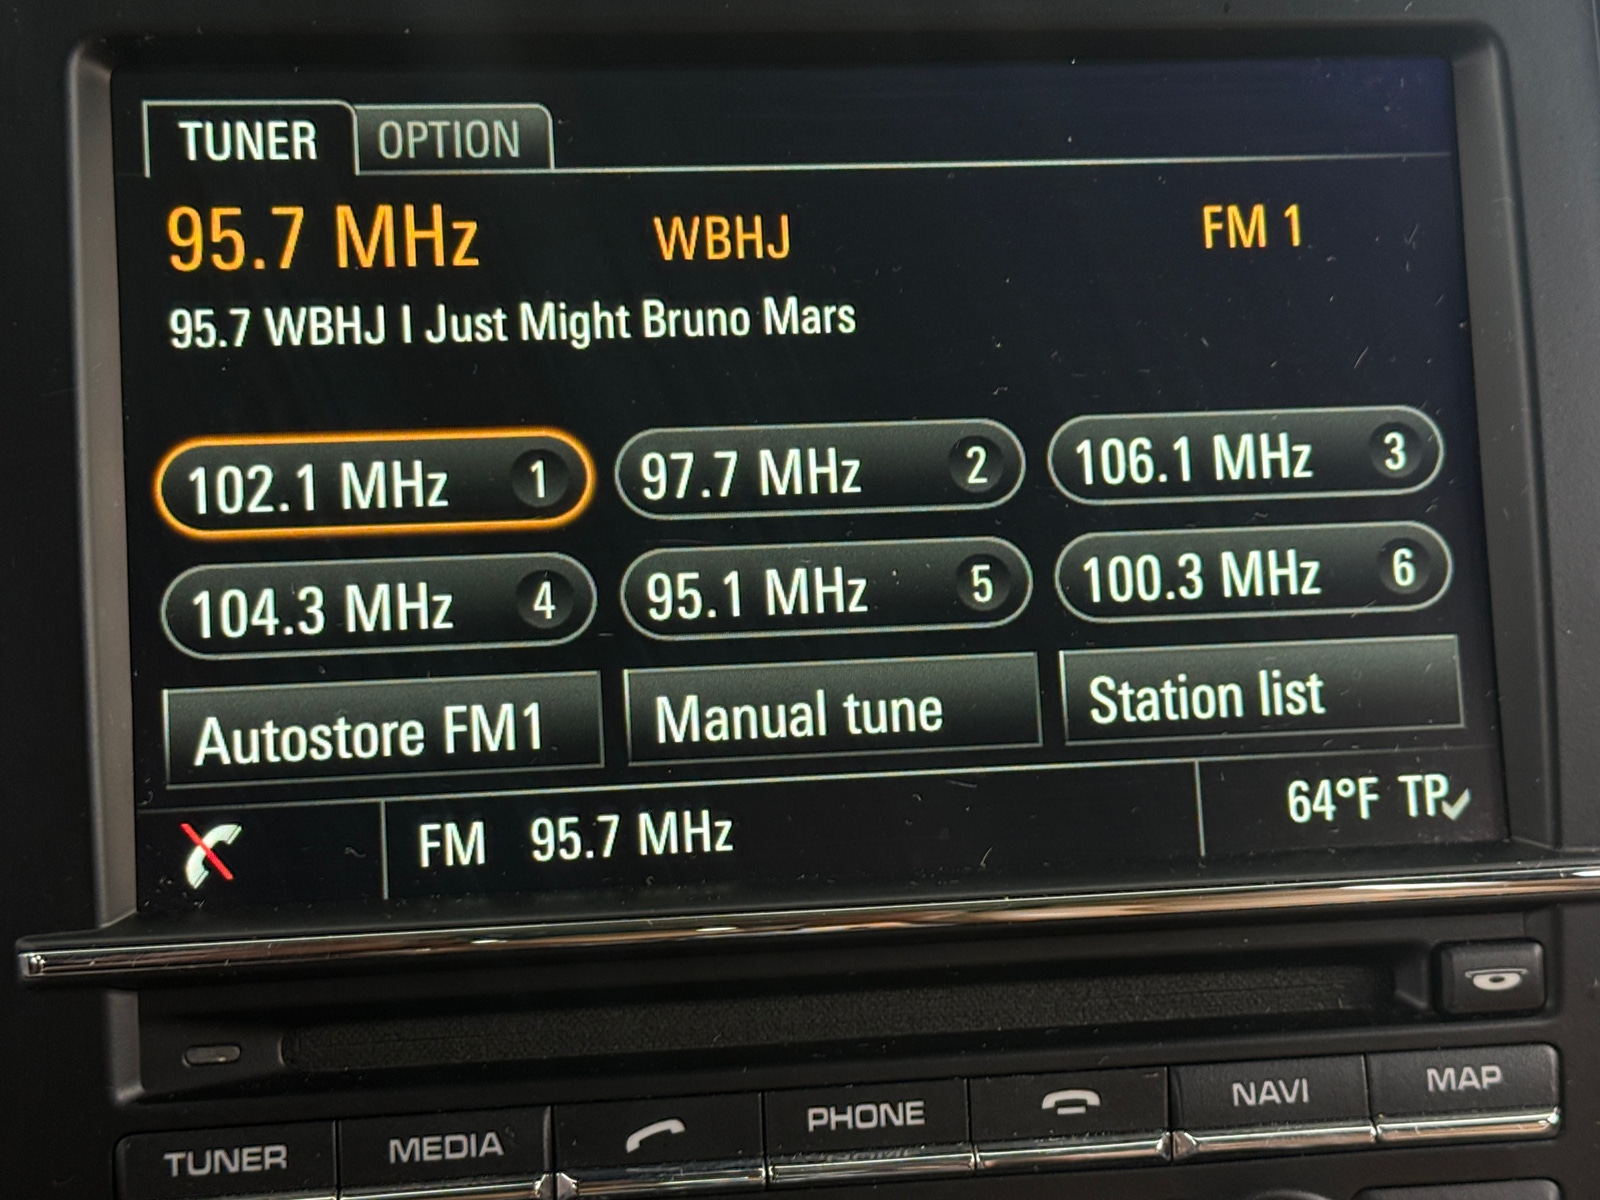 TUNER OPTION
95.7 MHz WBHJ FM 1
95.7 WBHJ I Just Might Bruno Mars
102.1 MHz 1 97.7 MHz 2 106.1 MHz 3
104.3 MHz 4 95.1 MHz 5 100.3 MHz 6
Autostore FM1 Manual tune Station list
FM 95.7 MHz 64°F TP
TUNER MEDIA PHONE NAVI MAP